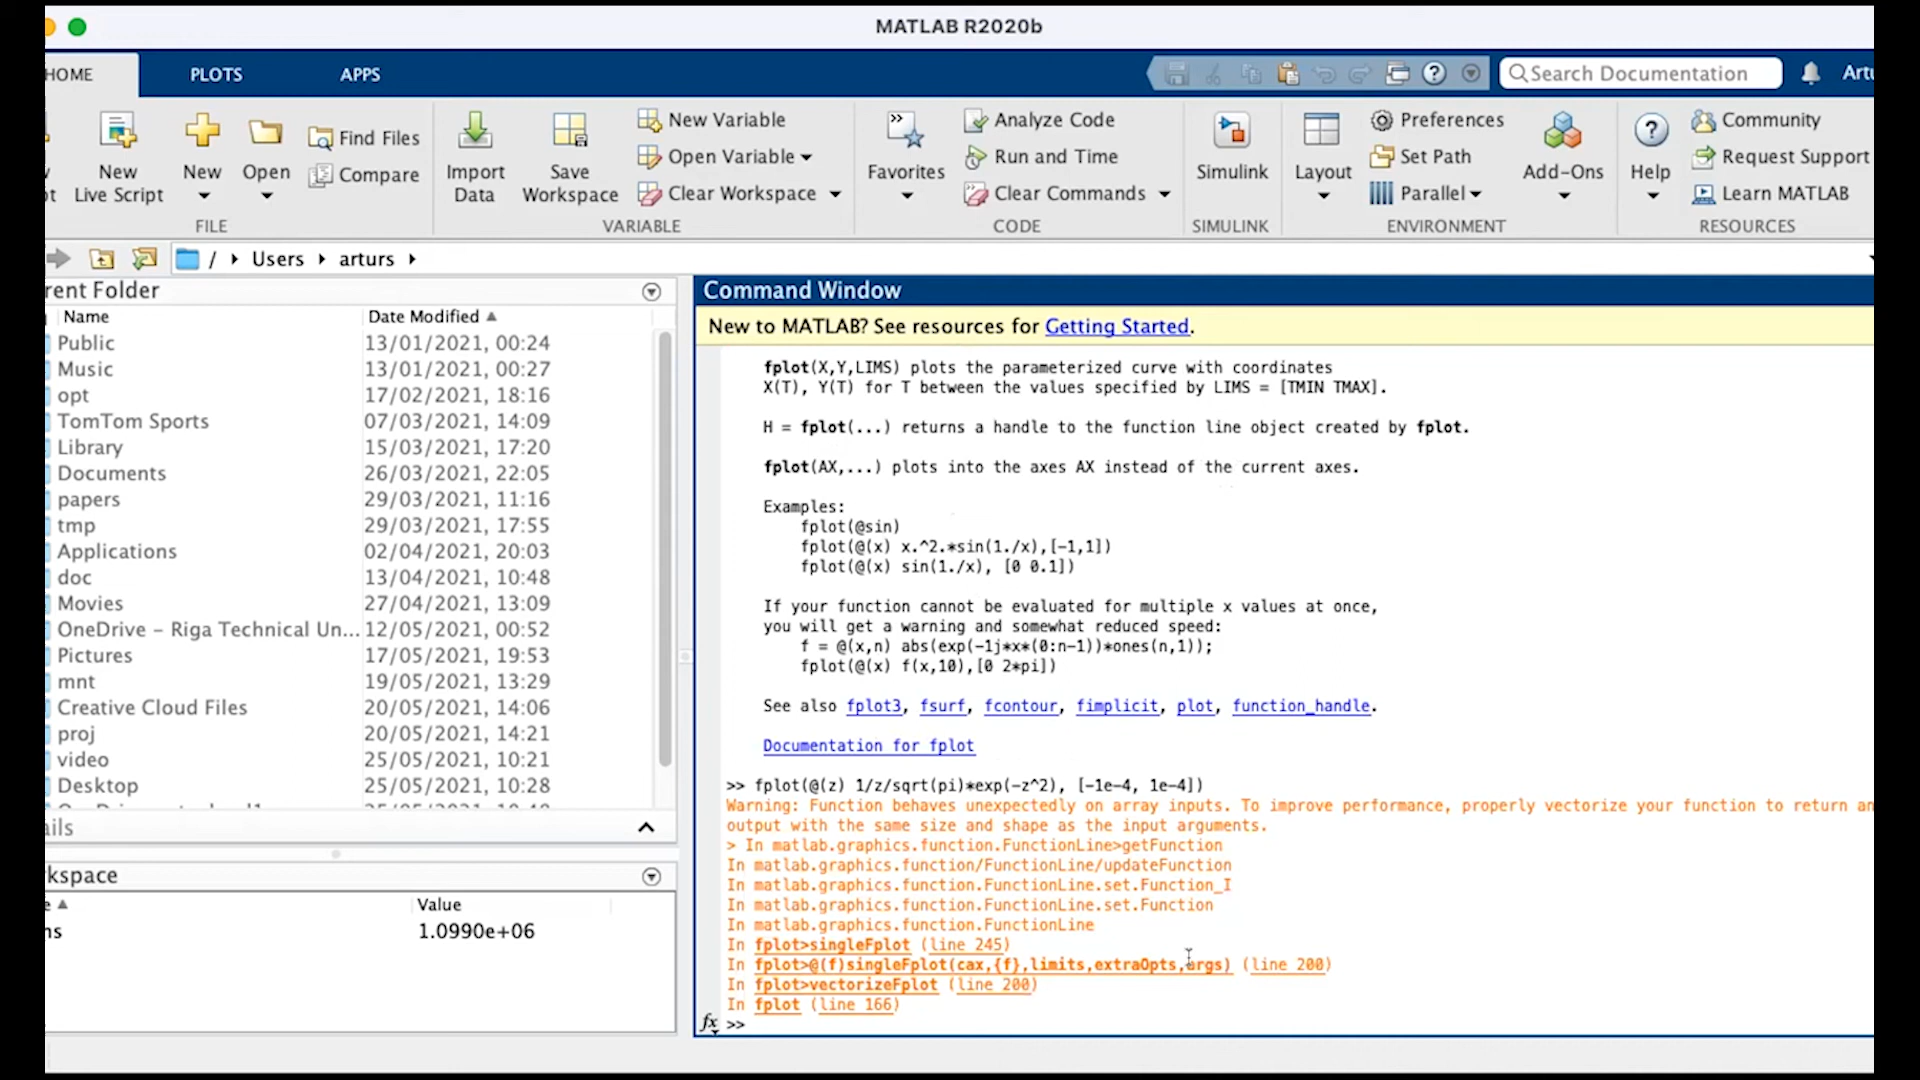 MATLAB R2020b
HOME
PLOTS
APPS
Search Documentation
New
Live Script
New
Open
Find Files
Compare
FILE
Import
Data
Save
Workspace
New Variable
Open Variable
Clear Workspace
VARIABLE
Favorites
Analyze Code
Run and Time
Clear Commands
CODE
Simulink
SIMULINK
Layout
Preferences
Set Path
Parallel
Add-Ons
ENVIRONMENT
Help
Community
Request Support
Learn MATLAB
RESOURCES
/ Users arturs
rent Folder
Name Date Modified
Public 13/01/2021, 00:24
Music 13/01/2021, 00:27
opt 17/02/2021, 18:16
TomTom Sports 07/03/2021, 14:09
Library 15/03/2021, 17:20
Documents 26/03/2021, 22:05
papers 29/03/2021, 11:16
tmp 29/03/2021, 17:55
Applications 02/04/2021, 20:03
doc 13/04/2021, 10:48
Movies 27/04/2021, 13:09
OneDrive – Riga Technical Un... 12/05/2021, 00:52
Pictures 17/05/2021, 19:53
mnt 19/05/2021, 13:29
Creative Cloud Files 20/05/2021, 14:06
proj 20/05/2021, 14:21
video 25/05/2021, 10:21
Desktop 25/05/2021, 10:28
ails
kspace
e Value
ns 1.0990e+06
Command Window
New to MATLAB? See resources for Getting Started.
fplot(X,Y,LIMS) plots the parameterized curve with coordinates
X(T), Y(T) for T between the values specified by LIMS = [TMIN TMAX].
H = fplot(...) returns a handle to the function line object created by fplot.
fplot(AX,...) plots into the axes AX instead of the current axes.
Examples:
fplot(@sin)
fplot(@(x) x.^2.*sin(1./x),[-1,1])
fplot(@(x) sin(1./x), [0 0.1])
If your function cannot be evaluated for multiple x values at once,
you will get a warning and somewhat reduced speed:
f = @(x,n) abs(exp(-1j*x*(0:n-1))*ones(n,1));
fplot(@(x) f(x,10),[0 2*pi])
See also fplot3, fsurf, fcontour, fimplicit, plot, function_handle.
Documentation for fplot
>> fplot(@(z) 1/z/sqrt(pi)*exp(-z^2), [-1e-4, 1e-4])
Warning: Function behaves unexpectedly on array inputs. To improve performance, properly vectorize your function to return an
output with the same size and shape as the input arguments.
> In matlab.graphics.function.FunctionLine>getFunction
In matlab.graphics.function/FunctionLine/updateFunction
In matlab.graphics.function.FunctionLine.set.Function_I
In matlab.graphics.function.FunctionLine.set.Function
In matlab.graphics.function.FunctionLine
In fplot>singleFplot (line 245)
In fplot>@(f)singleFplot(cax,{f},limits,extraOpts,args) (line 200)
In fplot>vectorizeFplot (line 200)
In fplot (line 166)
fx >>